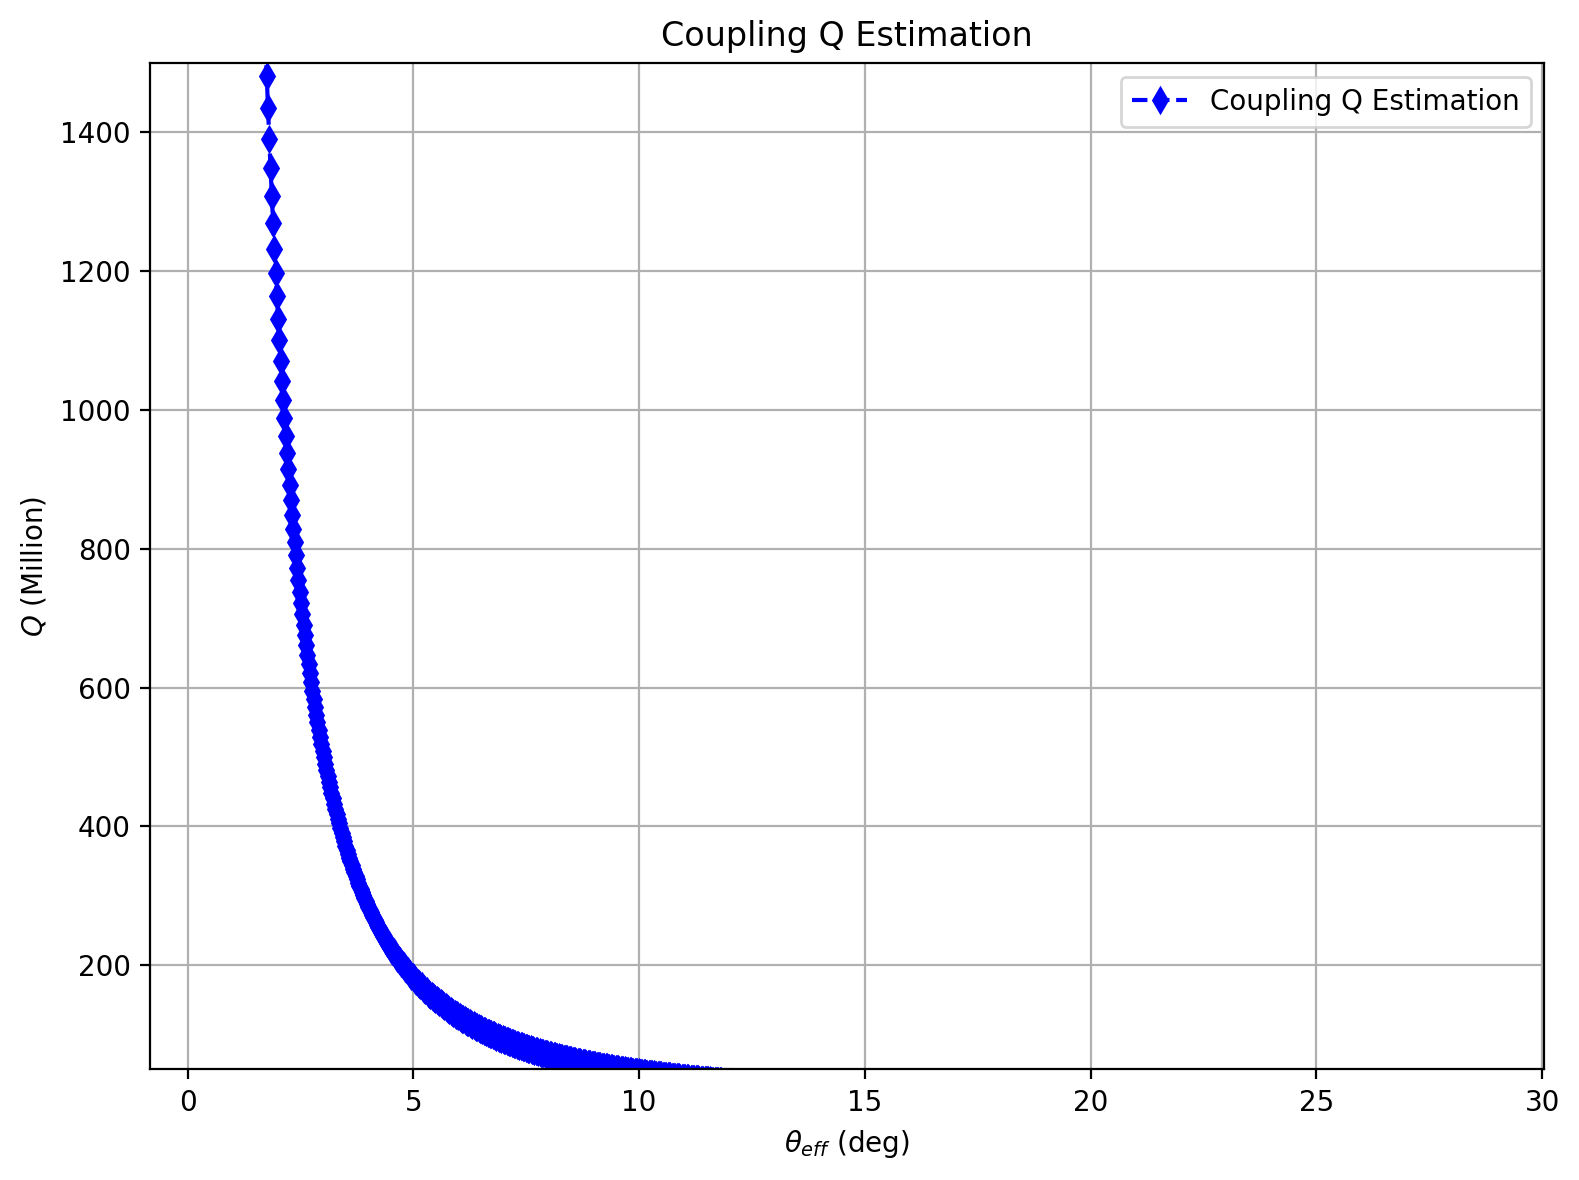 Coupling Q Estimation
Coupling Q Estimation
1400
1200
1000
800
600
400
200
Q (Million)
0 5 10 15 20 25 30
θeff (deg)